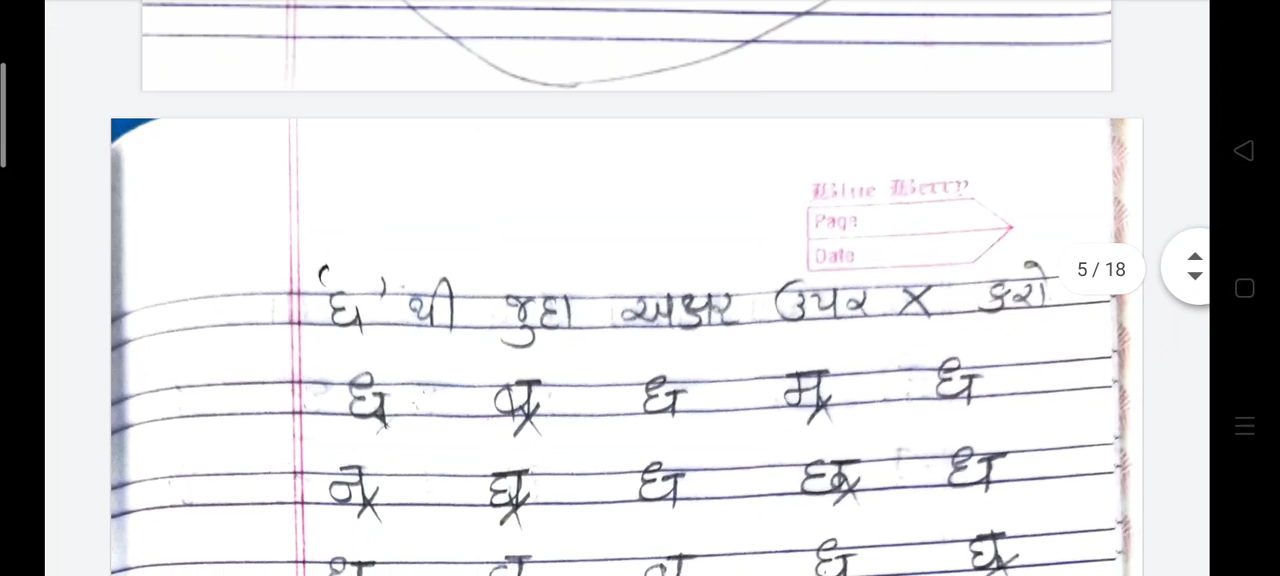 Blue Berry
Page
Date
5 / 18
'ध' થી જુદા અક્ષર ઉપર X કરો
ध ध म ध
न घ ध ध
ध घ